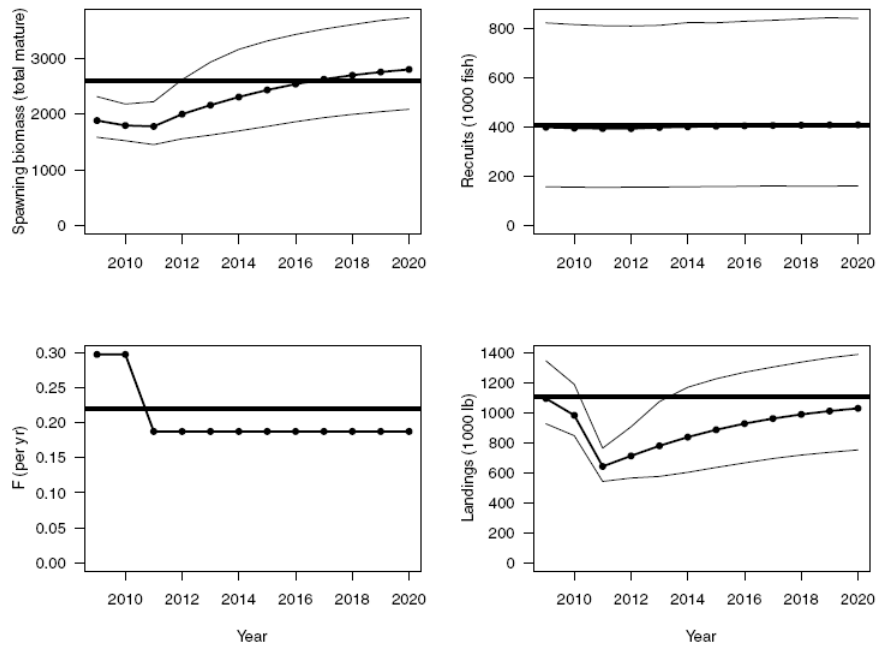 Spawning biomass (total mature)
3000
2000
1000
0
2010 2012 2014 2016 2018 2020
Recruits (1000 fish)
800
600
400
200
0
2010 2012 2014 2016 2018 2020
F (per yr)
0.30
0.25
0.20
0.15
0.10
0.05
0.00
2010 2012 2014 2016 2018 2020
Year
Landings (1000 lb)
1400
1200
1000
800
600
400
200
0
2010 2012 2014 2016 2018 2020
Year